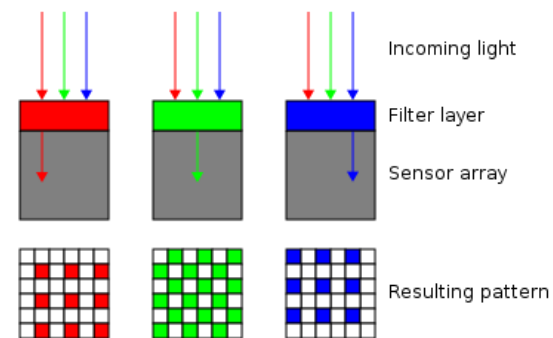 Incoming light
Filter layer
Sensor array
Resulting pattern